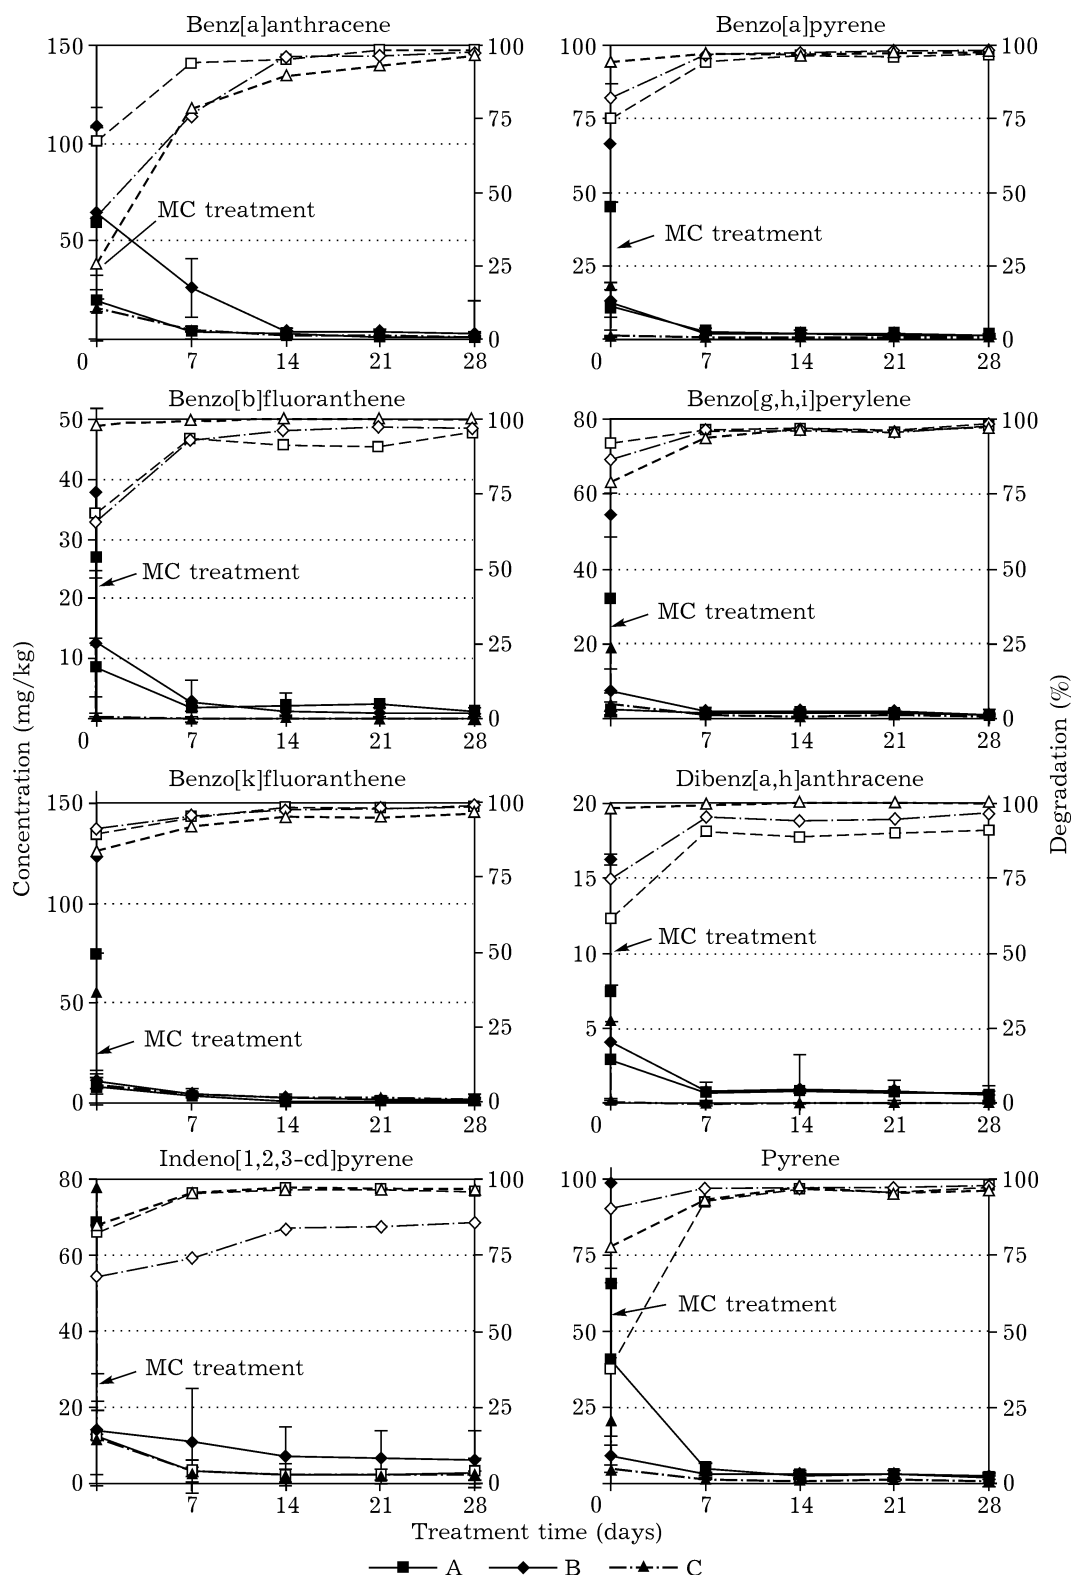 Benz[a]anthracene
150
100
50
0
100
75
50
25
0
MC treatment
7 14 21 28
Benzo[a]pyrene
100
75
50
25
0
100
75
50
25
0
MC treatment
7 14 21 28
Benzo[b]fluoranthene
50
40
30
20
10
0
100
75
50
25
0
MC treatment
7 14 21 28
Benzo[g,h,i]perylene
80
60
40
20
0
100
75
50
25
0
MC treatment
7 14 21 28
Concentration (mg/kg)
Degradation (%)
Benzo[k]fluoranthene
150
100
50
0
0
100
75
50
25
0
MC treatment
7 14 21 28
Dibenz[a,h]anthracene
20
15
10
5
0
100
75
50
25
0
MC treatment
7 14 21 28
Indeno[1,2,3-cd]pyrene
80
60
40
20
0
0
100
75
50
25
0
MC treatment
7 14 21 28
Pyrene
100
75
50
25
0
100
75
50
25
0
MC treatment
7 14 21 28
Treatment time (days)
A B C